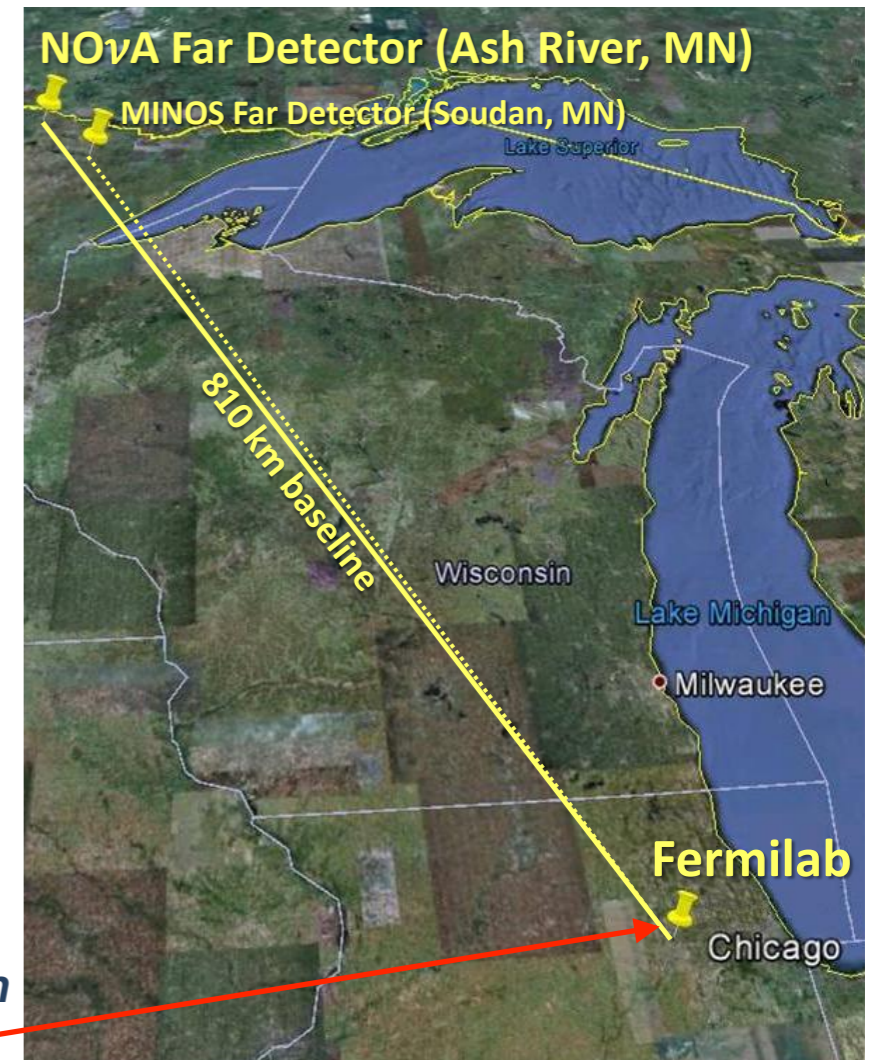 NOνA Far Detector (Ash River, MN)
MINOS Far Detector (Soudan, MN)
Lake Superior
810 km baseline
Wisconsin
Lake Michigan
Milwaukee
Fermilab
Chicago
n